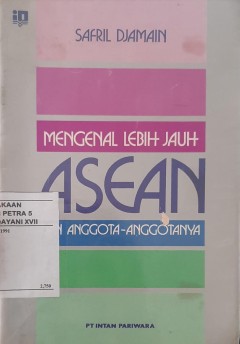 SAFRIL DJAMAIN
MENGENAL LEBIH JAUH
ASEAN
ANGGOTA-ANGGOTANYA
AKAAN
PETRA 5
AYANI XVII
PT INTAN PARIWARA